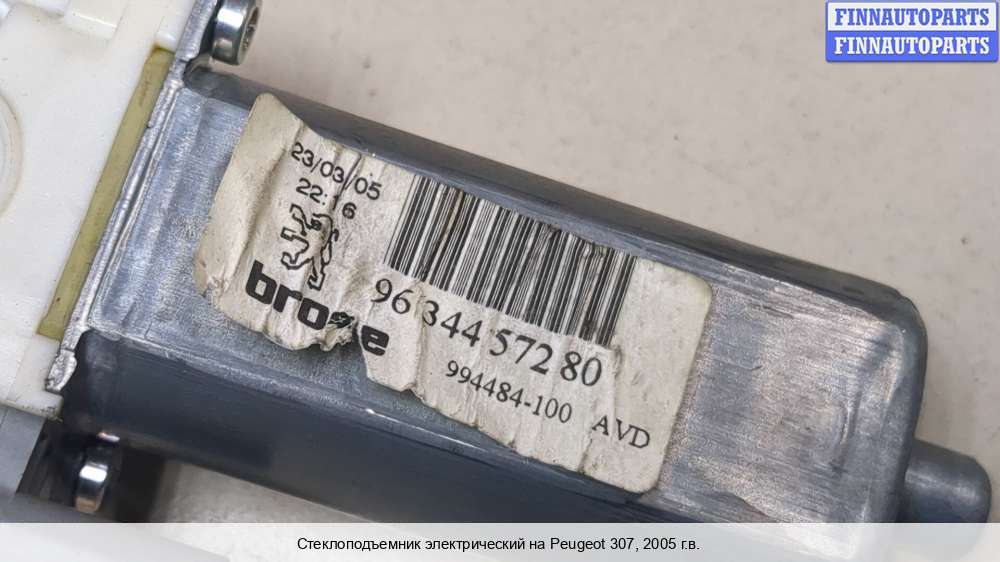 FINNAUTOPARTS
FINNAUTOPARTS
23/03/05
22:16
brose
96 344 572 80
994484-100 AVD
Стеклоподъемник электрический на Peugeot 307, 2005 г.в.